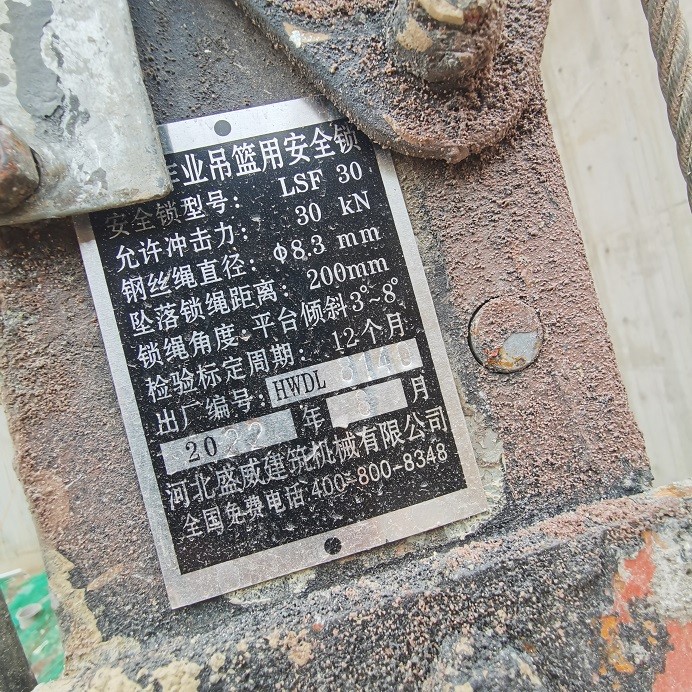 作业吊篮用安全锁
安全锁型号: LSF 30
允许冲击力: 30 kN
钢丝绳直径: Φ8.3 mm
坠落锁绳距离: 200mm
锁绳角度: 平台倾斜3°~8°
检验标定周期: 12个月
出厂编号: HWDL 8140
2022 年 8 月
河北盛威建筑机械有限公司
全国免费电话:400-800-8348